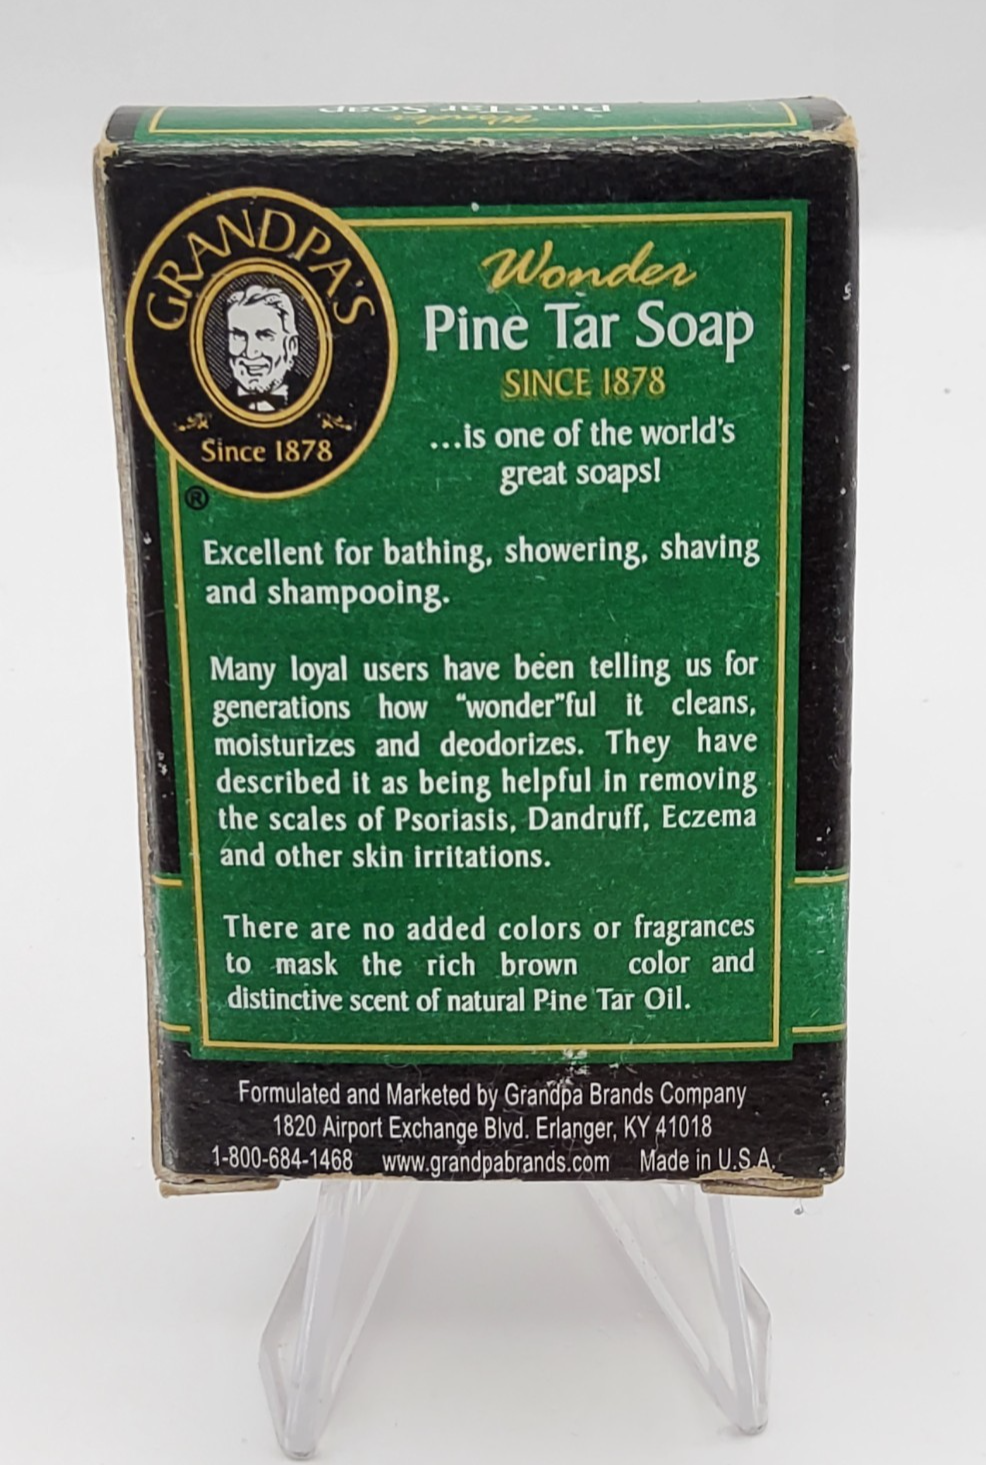 Wonder
Pine Tar Soap
GRANDPA'S
Since 1878
®
Wonder
Pine Tar Soap
SINCE 1878
...is one of the world's
great soaps!
Excellent for bathing, showering, shaving
and shampooing.
Many loyal users have been telling us for
generations how "wonder"ful it cleans,
moisturizes and deodorizes. They have
described it as being helpful in removing
the scales of Psoriasis, Dandruff, Eczema
and other skin irritations.
There are no added colors or fragrances
to mask the rich brown color and
distinctive scent of natural Pine Tar Oil.
Formulated and Marketed by Grandpa Brands Company
1820 Airport Exchange Blvd. Erlanger, KY 41018
1-800-684-1468 www.grandpabrands.com Made in U.S.A.